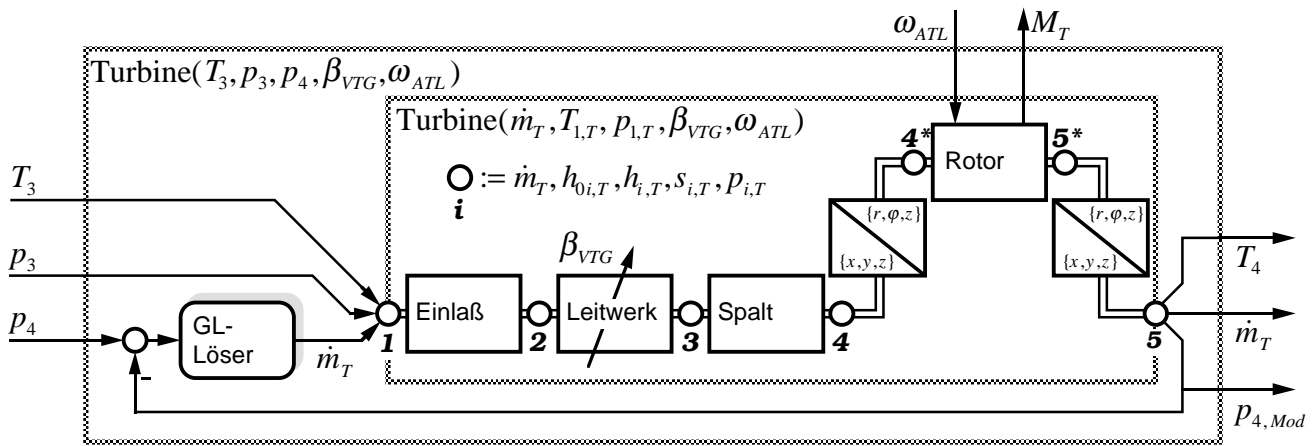 ω_ATL
M_T
Turbine(T_3, p_3, p_4, β_VTG, ω_ATL)
Turbine(ṁ_T, T_1,T, p_1,T, β_VTG, ω_ATL)
4*
Rotor
5*
:= ṁ_T, h_0i,T, h_i,T, s_i,T, p_i,T
i
T_3
{r,φ,z}
{x,y,z}
{r,φ,z}
{x,y,z}
β_VTG
T_4
p_3
Einlaß
Leitwerk
Spalt
p_4
GL-
Löser
ṁ_T
1
2
3
4
5
ṁ_T
-
p_4,Mod